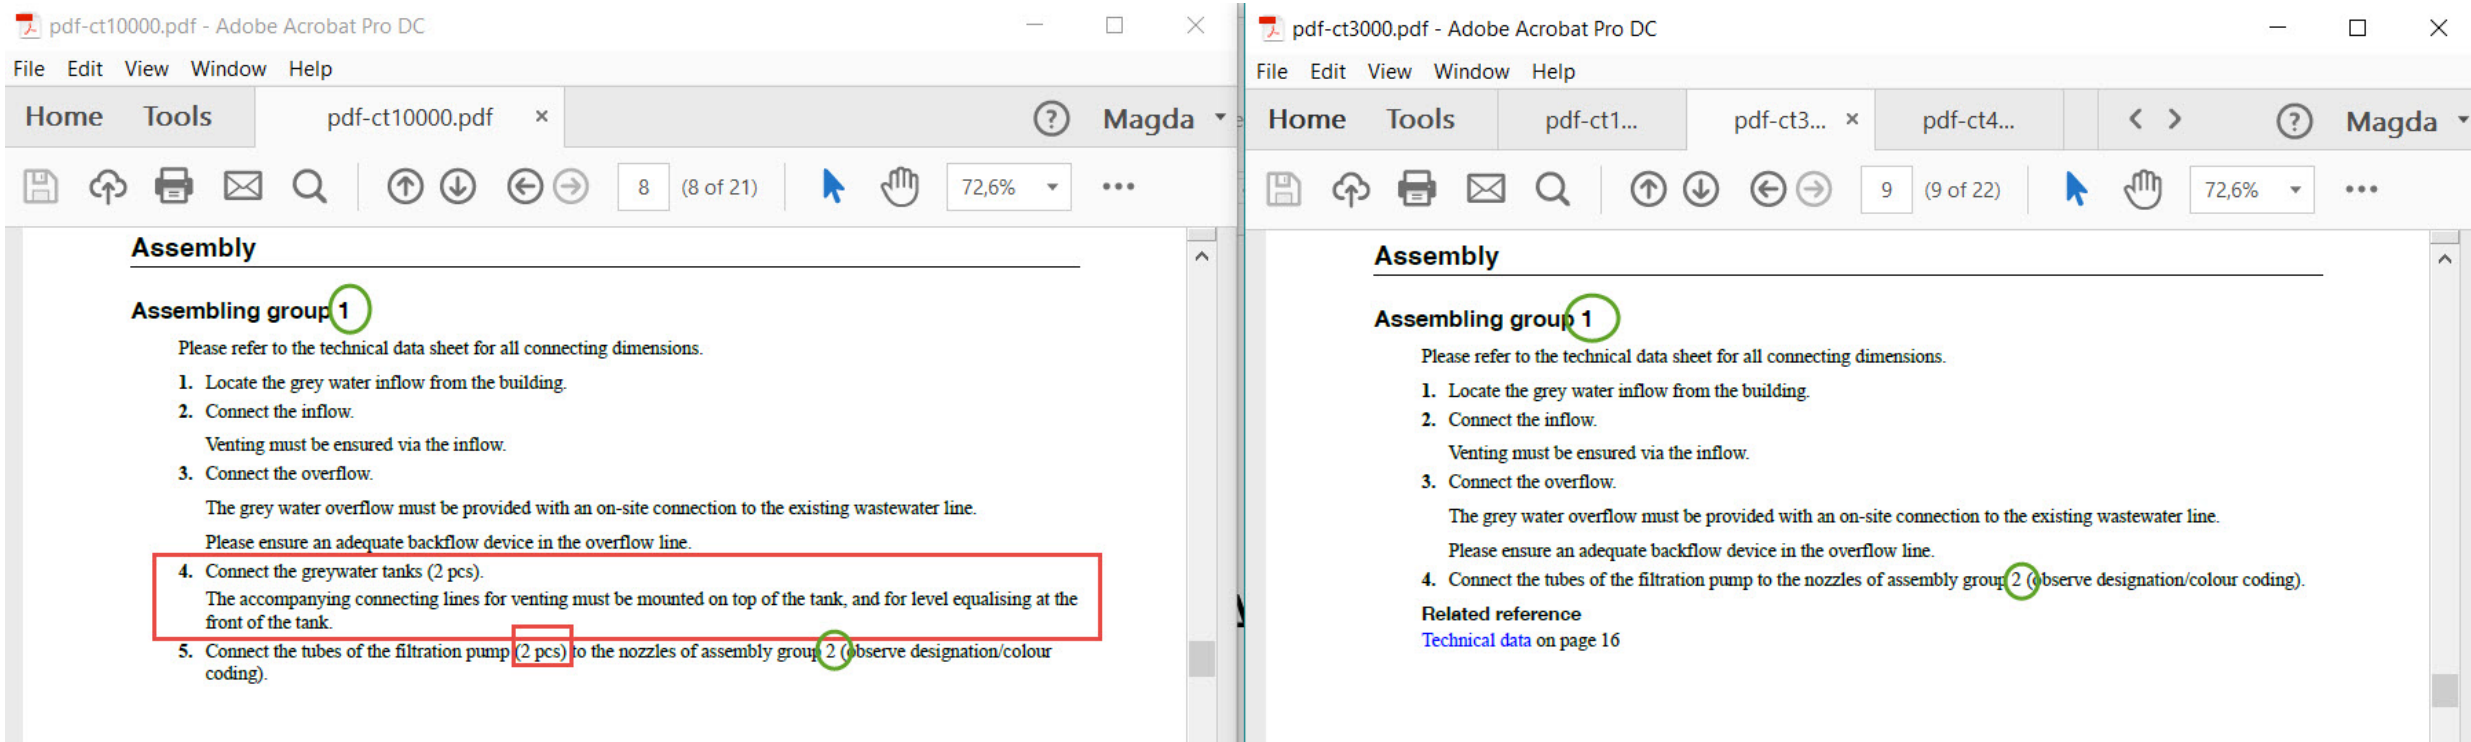 pdf-ct10000.pdf - Adobe Acrobat Pro DC
File Edit View Window Help
Home Tools pdf-ct10000.pdf × ? Magda
8 (8 of 21) 72,6%
Assembly
Assembling group 1
Please refer to the technical data sheet for all connecting dimensions.
1. Locate the grey water inflow from the building.
2. Connect the inflow.
Venting must be ensured via the inflow.
3. Connect the overflow.
The grey water overflow must be provided with an on-site connection to the existing wastewater line.
Please ensure an adequate backflow device in the overflow line.
4. Connect the greywater tanks (2 pcs).
The accompanying connecting lines for venting must be mounted on top of the tank, and for level equalising at the
front of the tank.
5. Connect the tubes of the filtration pump (2 pcs) to the nozzles of assembly group 2 (observe designation/colour
coding).
pdf-ct3000.pdf - Adobe Acrobat Pro DC
File Edit View Window Help
Home Tools pdf-ct1... pdf-ct3... × pdf-ct4... ? Magda
9 (9 of 22) 72,6%
Assembly
Assembling group 1
Please refer to the technical data sheet for all connecting dimensions.
1. Locate the grey water inflow from the building.
2. Connect the inflow.
Venting must be ensured via the inflow.
3. Connect the overflow.
The grey water overflow must be provided with an on-site connection to the existing wastewater line.
Please ensure an adequate backflow device in the overflow line.
4. Connect the tubes of the filtration pump to the nozzles of assembly group 2 (observe designation/colour coding).
Related reference
Technical data on page 16